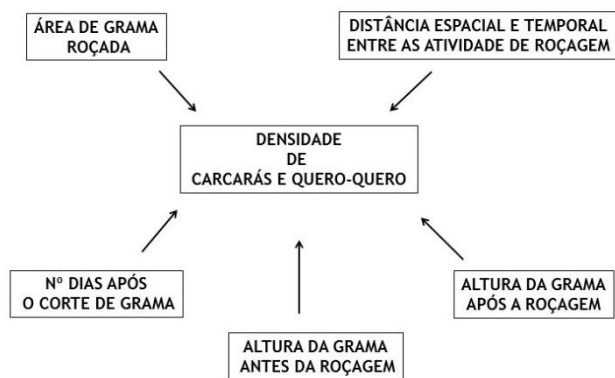 ÁREA DE GRAMA
ROÇADA
DISTÂNCIA ESPACIAL E TEMPORAL
ENTRE AS ATIVIDADE DE ROÇAGEM
DENSIDADE
DE
CARCARÁS E QUERO-QUERO
Nº DIAS APÓS
O CORTE DE GRAMA
ALTURA DA GRAMA
ANTES DA ROÇAGEM
ALTURA DA GRAMA
APÓS A ROÇAGEM